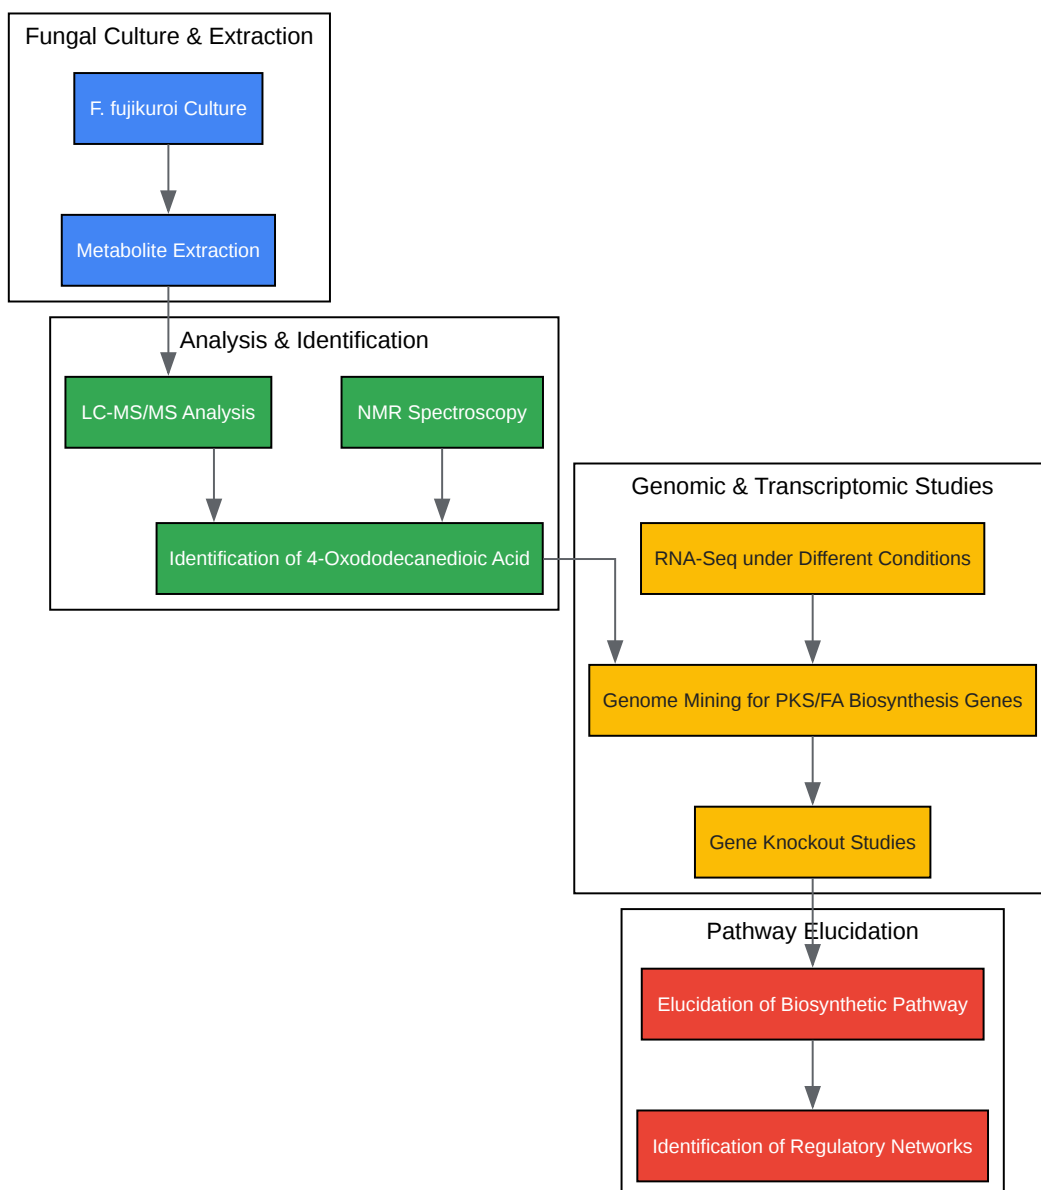 Fungal Culture & Extraction
F. fujikuroi Culture
Metabolite Extraction
Analysis & Identification
LC-MS/MS Analysis
NMR Spectroscopy
Identification of 4-Oxododecanedioic Acid
Genomic & Transcriptomic Studies
RNA-Seq under Different Conditions
Genome Mining for PKS/FA Biosynthesis Genes
Gene Knockout Studies
Pathway Elucidation
Elucidation of Biosynthetic Pathway
Identification of Regulatory Networks